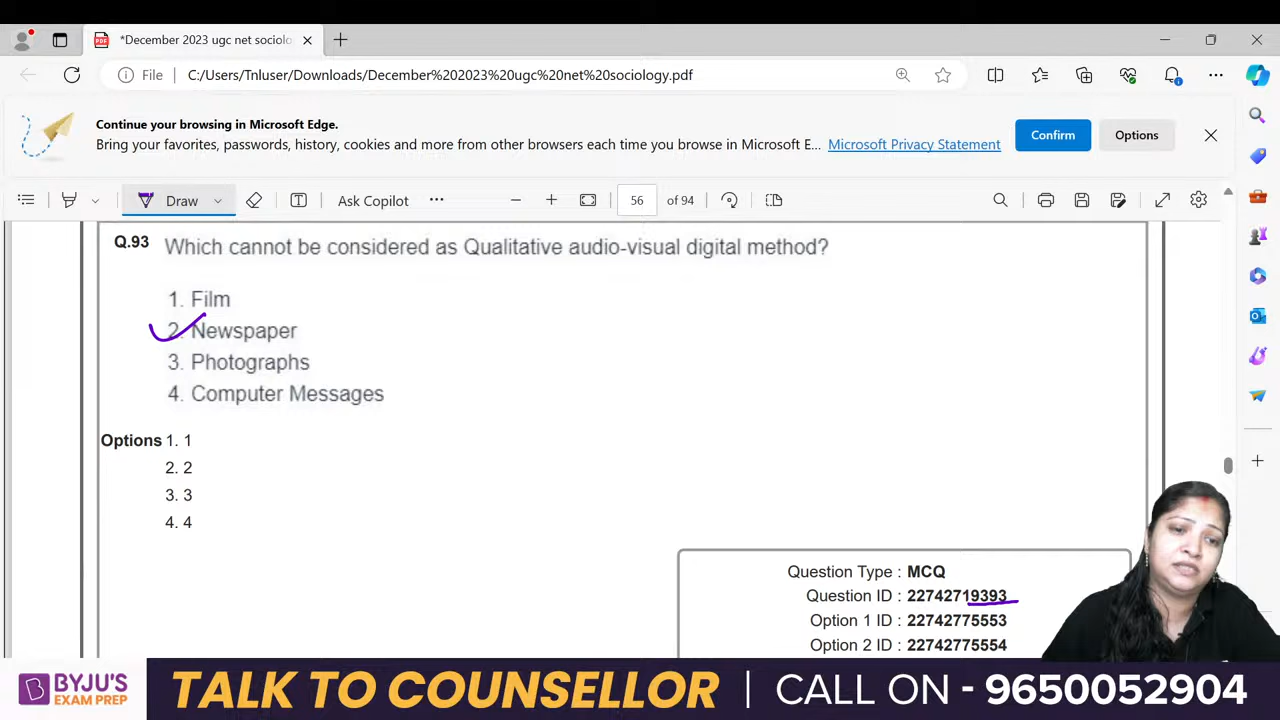 *December 2023 ugc net sociolo
File C:/Users/Tnluser/Downloads/December%202023%20ugc%20net%20sociology.pdf
Continue your browsing in Microsoft Edge.
Bring your favorites, passwords, history, cookies and more from other browsers each time you browse in Microsoft E... Microsoft Privacy Statement
Confirm
Options
Draw
Ask Copilot
56 of 94
Q.93 Which cannot be considered as Qualitative audio-visual digital method?
1. Film
2. Newspaper
3. Photographs
4. Computer Messages
Options 1. 1
2. 2
3. 3
4. 4
Question Type : MCQ
Question ID : 22742719393
Option 1 ID : 22742775553
Option 2 ID : 22742775554
BYJU'S
EXAM PREP
TALK TO COUNSELLOR | CALL ON - 9650052904